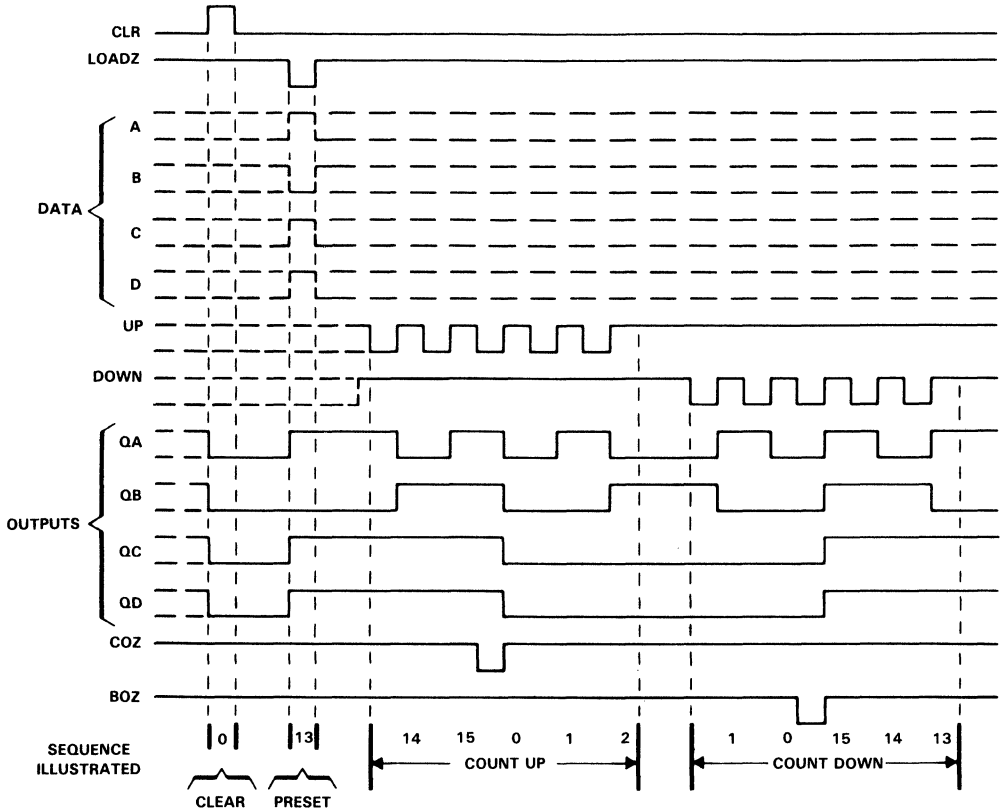 CLR
LOADZ
A
B
DATA
C
D
UP
DOWN
QA
QB
OUTPUTS
QC
QD
COZ
BOZ
SEQUENCE
ILLUSTRATED
0 13 14 15 0 1 2 1 0 15 14 13
COUNT UP COUNT DOWN
CLEAR PRESET